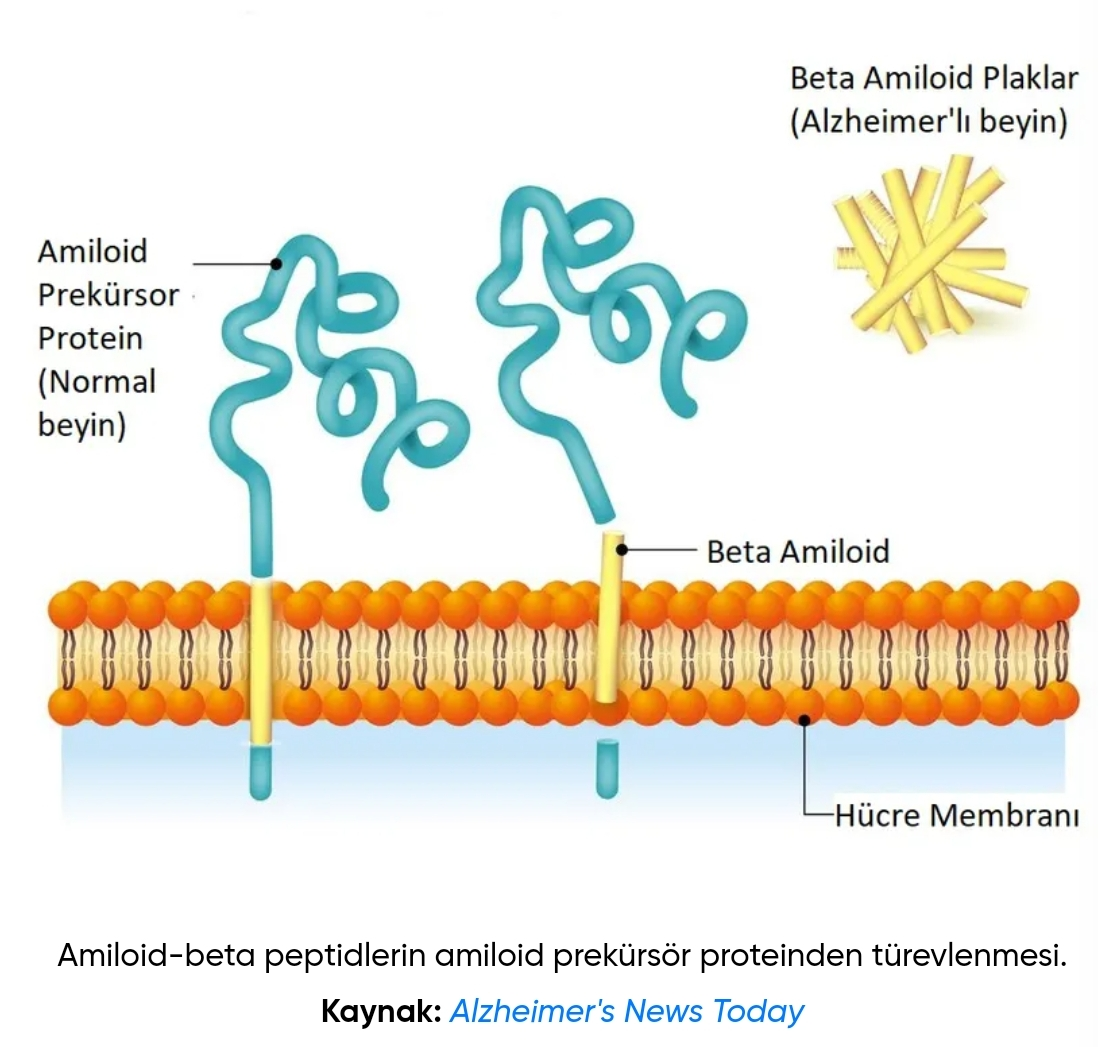 Beta Amiloid Plaklar
(Alzheimer'lı beyin)
Amiloid
Prekürsor
Protein
(Normal
beyin)
Beta Amiloid
Hücre Membranı
Amiloid-beta peptidlerin amiloid prekürsör proteinden türevlenmesi.
Kaynak: Alzheimer's News Today